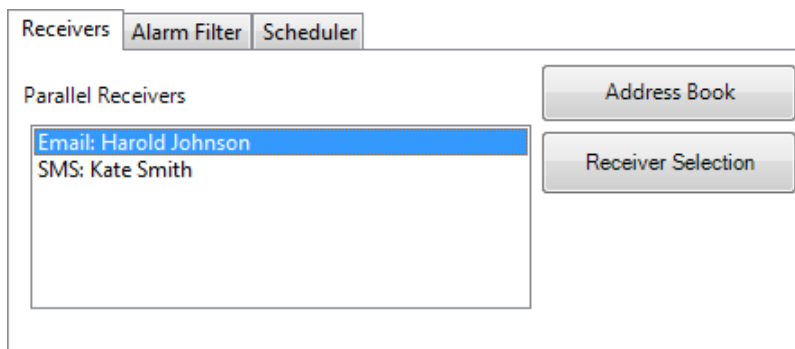 Receivers Alarm Filter Scheduler
Parallel Receivers
Address Book
Email: Harold Johnson
SMS: Kate Smith
Receiver Selection